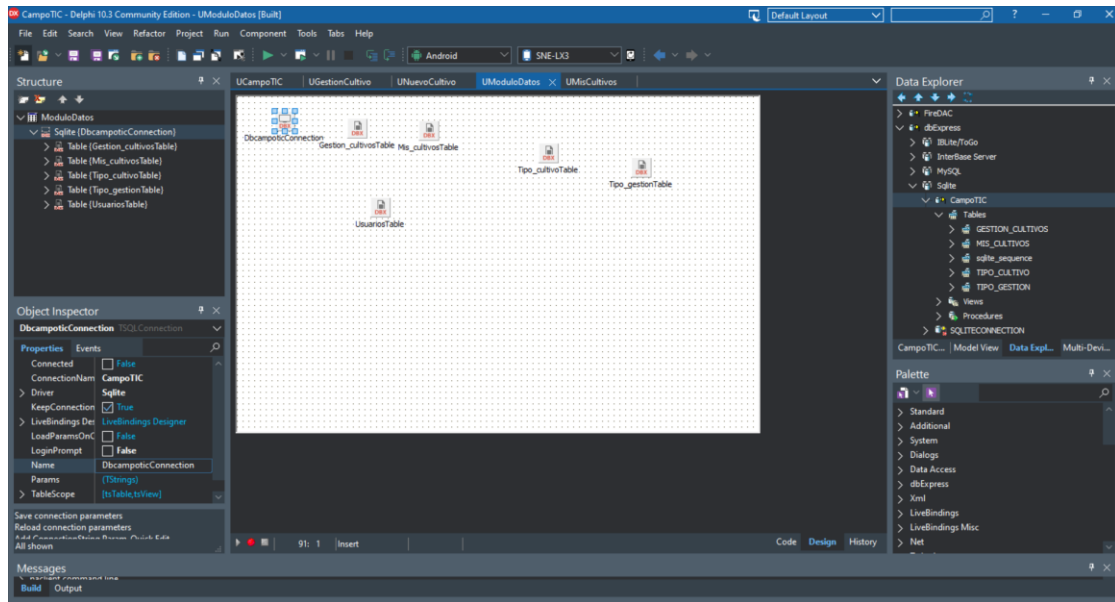 CampoTIC - Delphi 10.3 Community Edition - UModuloDatos [Built]
Default Layout
File Edit Search View Refactor Project Run Component Tools Tabs Help
Android
SNE-LX3
Structure
ModuloDatos
Sqlite {DbcampoticConnection}
Table {Gestion_cultivosTable}
Table {Mis_cultivosTable}
Table {Tipo_cultivoTable}
Table {Tipo_gestionTable}
Table {UsuariosTable}
Object Inspector
DbcampoticConnection TSQLConnection
Properties Events
Connected False
ConnectionNam CampoTIC
Driver Sqlite
KeepConnection True
LiveBindings Des LiveBindings Designer
LoadParamsOnC False
LoginPrompt False
Name DbcampoticConnection
Params (TStrings)
TableScope [tsTable,tsView]
Save connection parameters
Reload connection parameters
All shown
UCampoTIC UGestionCultivo UNuevoCultivo UModuloDatos UMisCultivos
DBX
DbcampoticConnection
DBX
Gestion_cultivosTable
DBX
Mis_cultivosTable
DBX
Tipo_cultivoTable
DBX
Tipo_gestionTable
DBX
UsuariosTable
91: 1 Insert
Code Design History
Data Explorer
FireDAC
dbExpress
IBLite/ToGo
InterBase Server
MySQL
Sqlite
CampoTIC
Tables
GESTION_CULTIVOS
MIS_CULTIVOS
sqlite_sequence
TIPO_CULTIVO
TIPO_GESTION
Views
Procedures
SQLITECONNECTION
CampoTIC... Model View Data Expl... Multi-Devi...
Palette
Standard
Additional
System
Dialogs
Data Access
dbExpress
Xml
LiveBindings
LiveBindings Misc
Net
Messages
Build Output